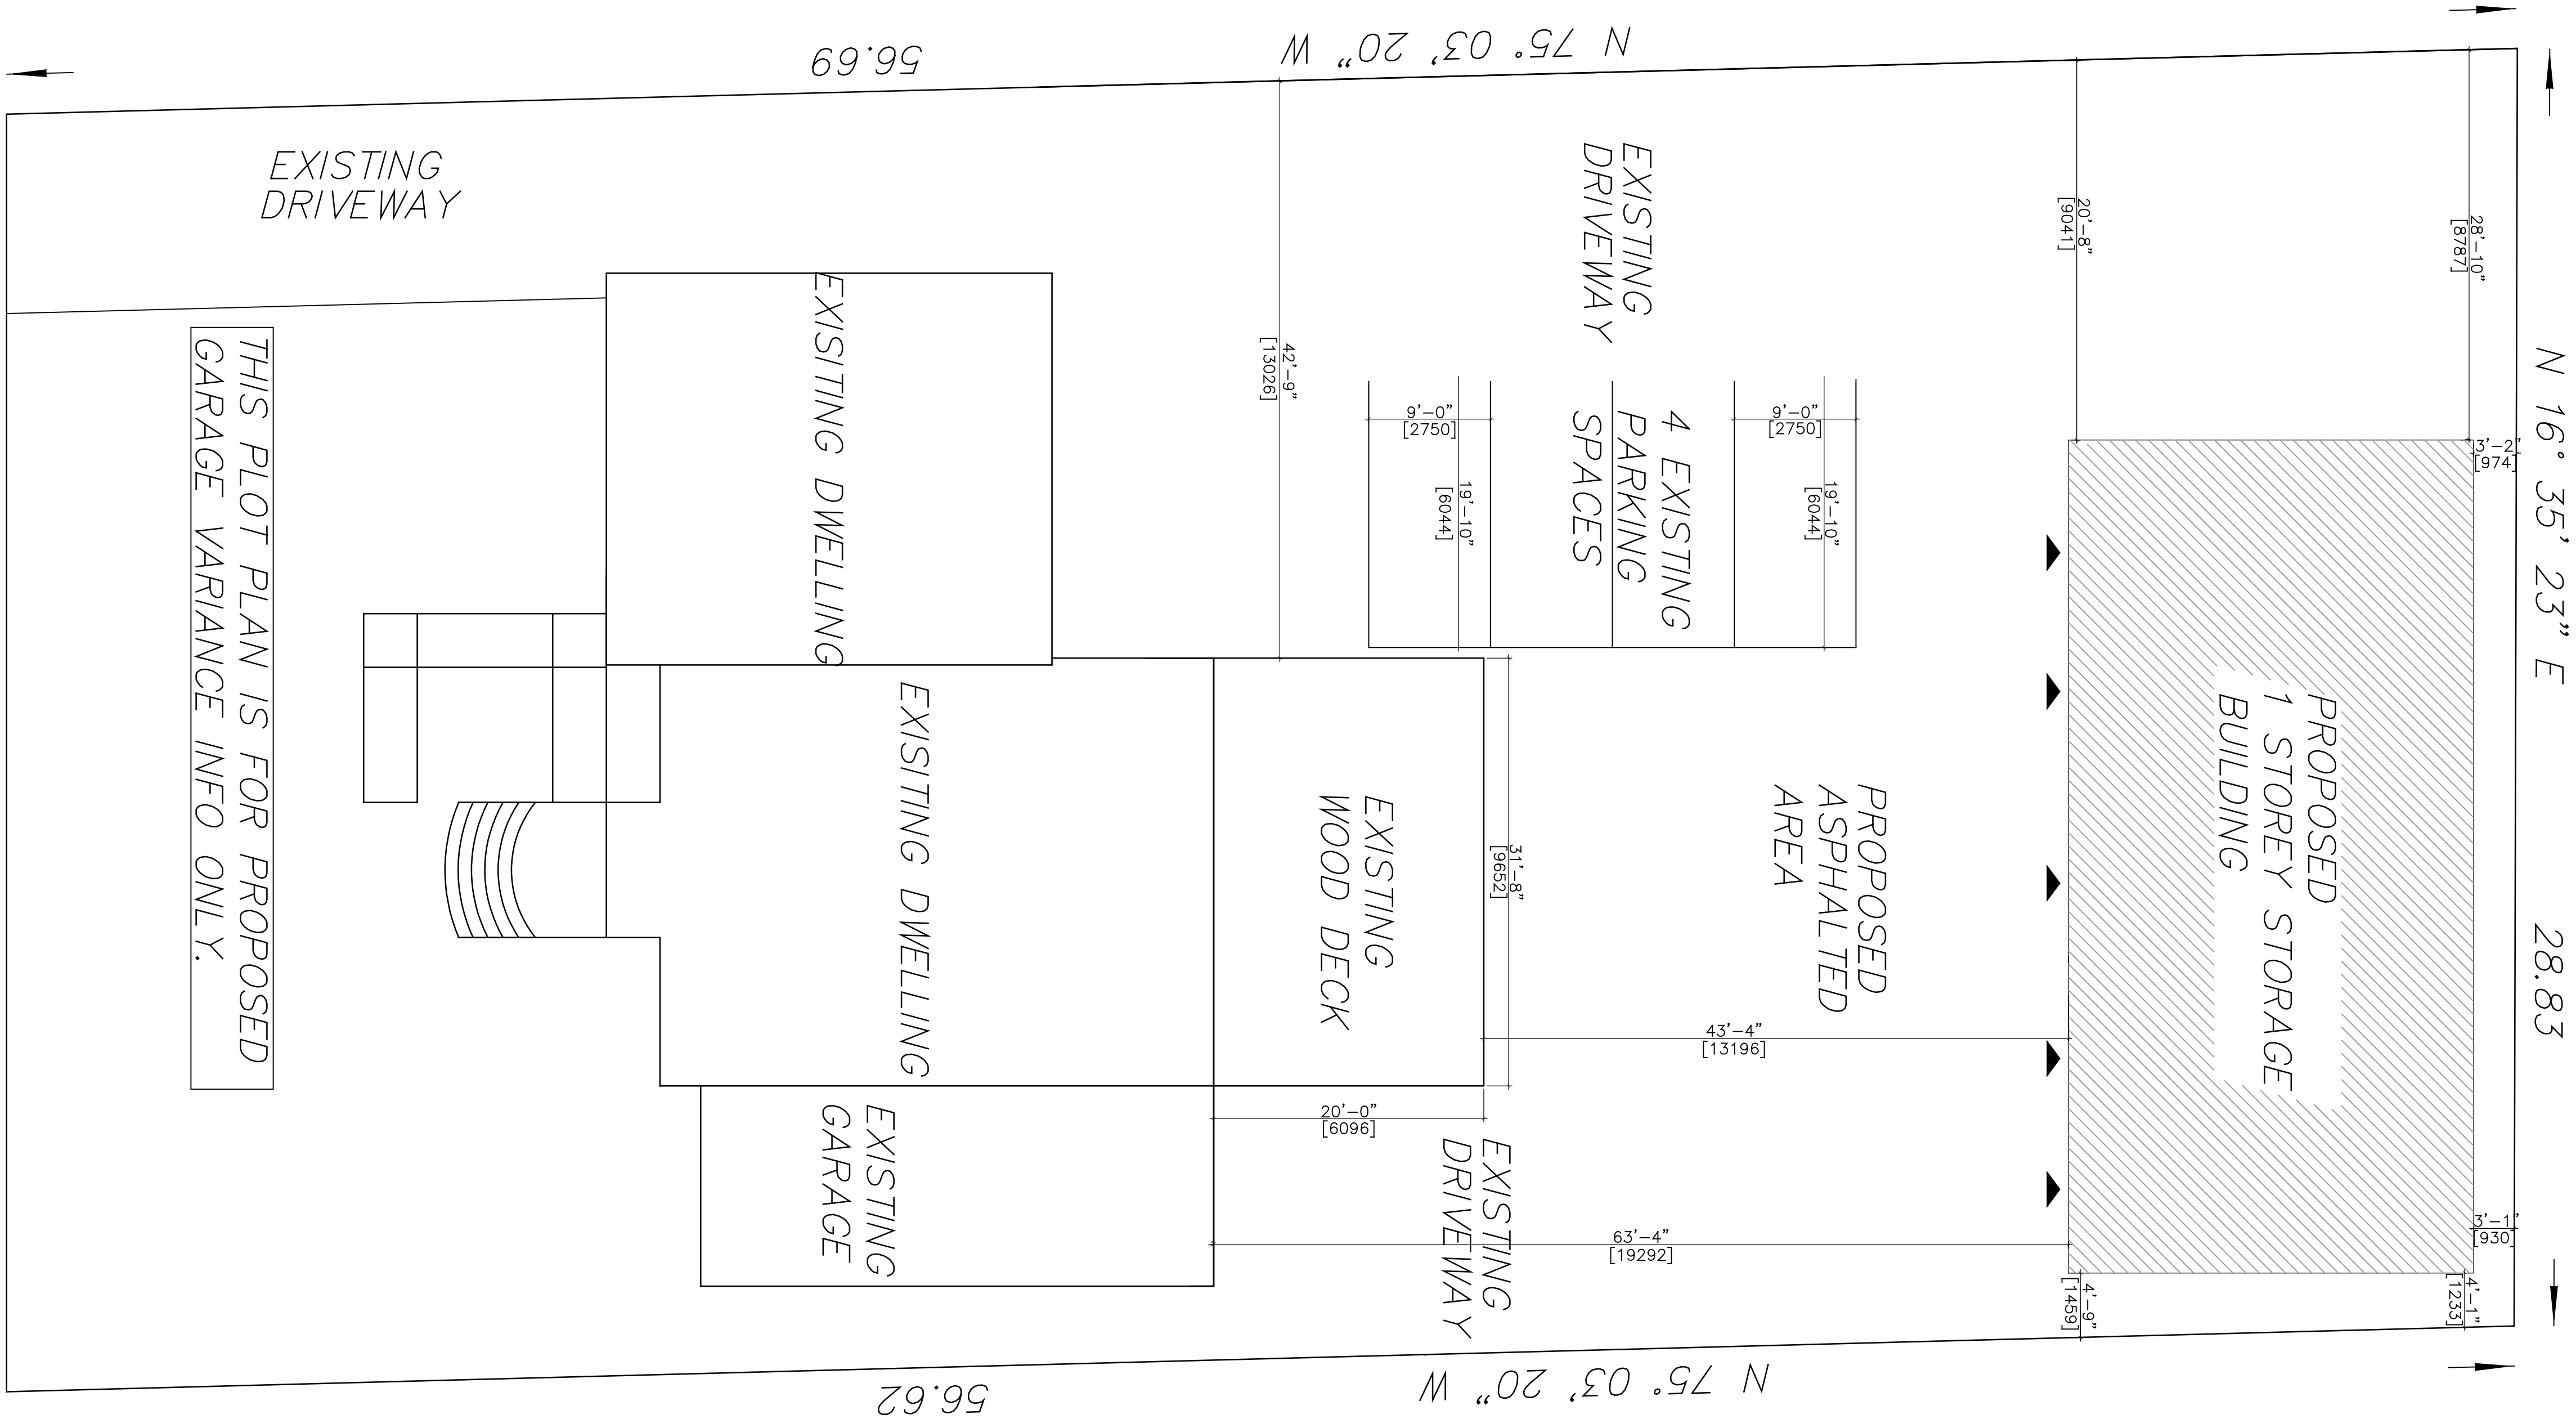 56.69
N 75° 03' 20" W
N 16° 35' 23" E
28.83
56.62
N 75° 03' 20" W
EXISTING
DRIVEWAY
THIS PLOT PLAN IS FOR PROPOSED
GARAGE VARIANCE INFO ONLY.
EXISITING DWELLING
EXISITING DWELLING
EXISTING
GARAGE
EXISTING
WOOD DECK
EXISTING
DRIVEWAY
4 EXISTING
PARKING
SPACES
EXISTING
DRIVEWAY
PROPOSED
ASPHALTED
AREA
PROPOSED
1 STOREY STORAGE
BUILDING
42'-9"
[13026]
9'-0"
[2750]
9'-0"
[2750]
19'-10"
[6044]
19'-10"
[6044]
20'-8"
[9041]
28'-10"
[8787]
3'-2"
[974]
31'-8"
[9652]
43'-4"
[13196]
20'-0"
[6096]
63'-4"
[19292]
3'-1"
[930]
4'-9"
[1459]
4'-1"
[1233]